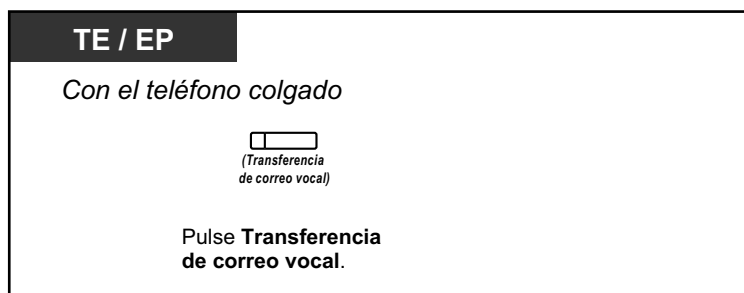 TE / EP
Con el teléfono colgado
(Transferencia
de correo vocal)
Pulse Transferencia
de correo vocal.